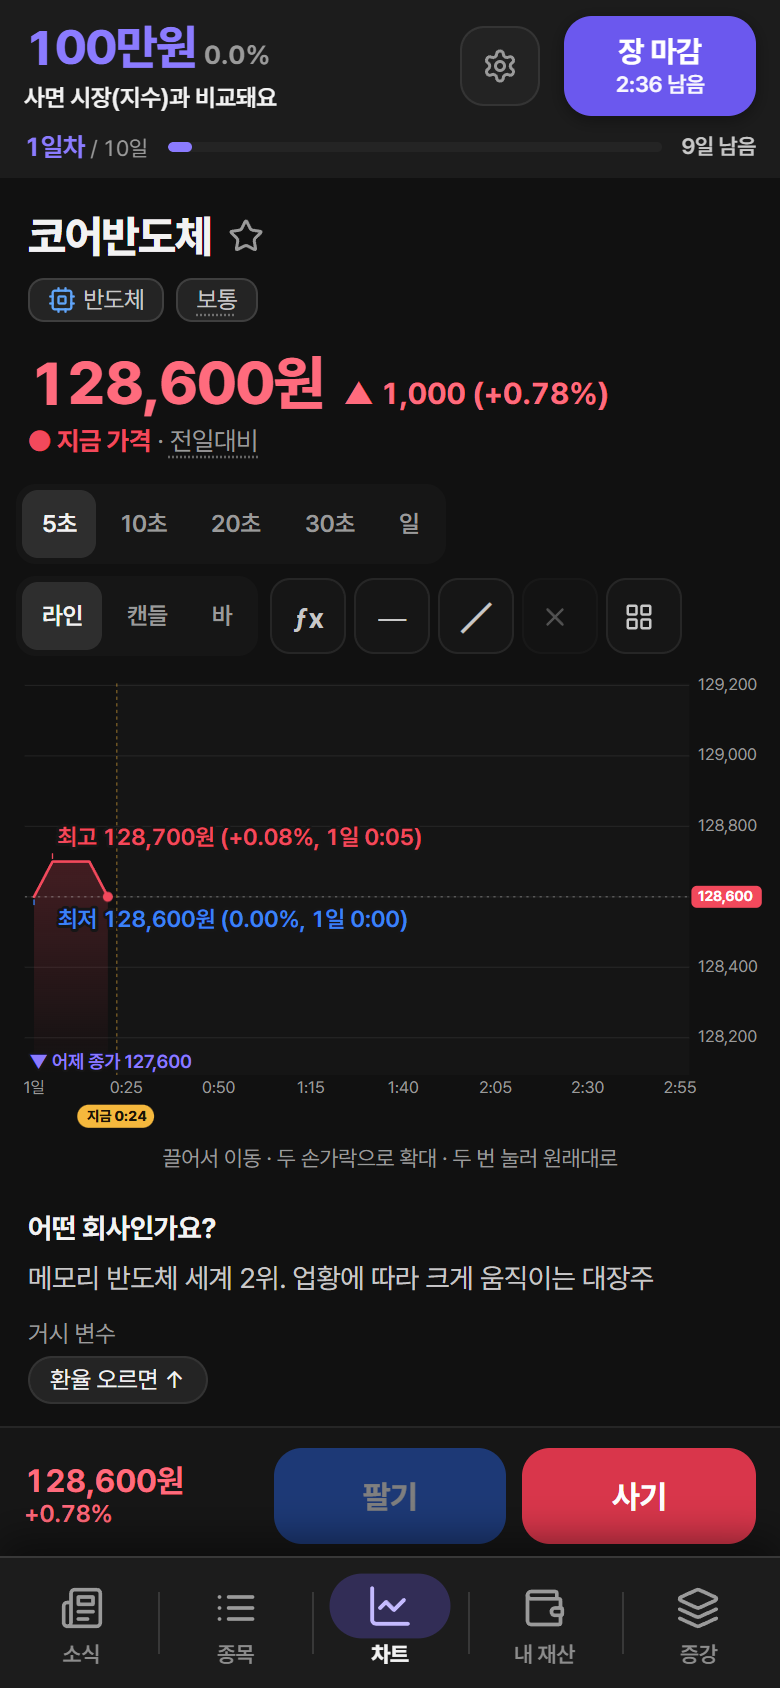 100만원 0.0%
사면 시장(지수)과 비교돼요
장 마감
2:36 남음
1일차 / 10일
9일 남음
코어반도체
반도체
보통
128,600원 ▲ 1,000 (+0.78%)
지금 가격 · 전일대비
5초 10초 20초 30초 일
라인 캔들 바 ƒx
129,200
129,000
128,800
최고 128,700원 (+0.08%, 1일 0:05)
128,600
최저 128,600원 (0.00%, 1일 0:00)
128,400
128,200
▼ 어제 종가 127,600
1일 0:25 0:50 1:15 1:40 2:05 2:30 2:55
지금 0:24
끌어서 이동 · 두 손가락으로 확대 · 두 번 눌러 원래대로
어떤 회사인가요?
메모리 반도체 세계 2위. 업황에 따라 크게 움직이는 대장주
거시 변수
환율 오르면 ↑
128,600원
+0.78%
팔기
사기
소식 종목 차트 내 재산 증강